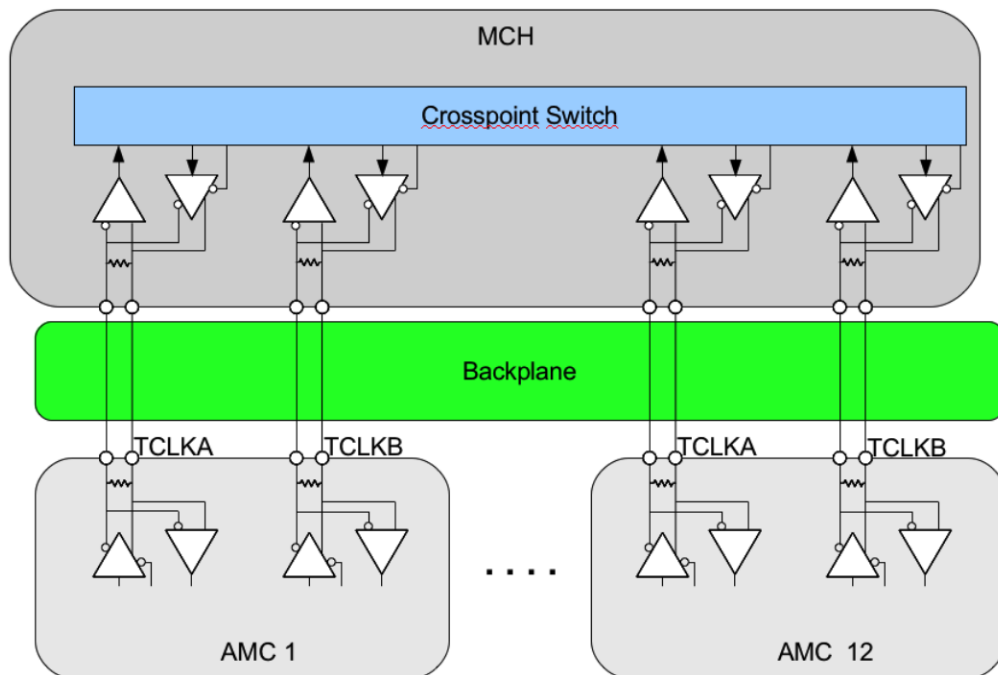 MCH
Crosspoint Switch
Backplane
TCLKA
TCLKB
TCLKA
TCLKB
. . . .
AMC 1
AMC  12